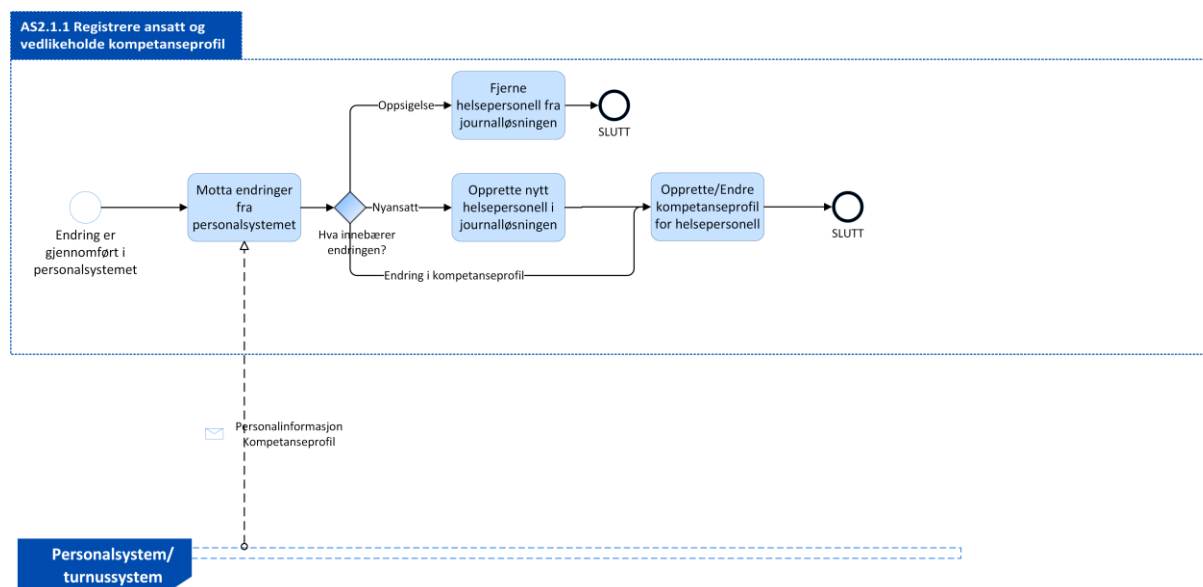 AS2.1.1 Registrere ansatt og
vedlikeholde kompetanseprofil
Fjerne
helsepersonell fra
journalløsningen
Oppsigelse
SLUTT
Motta endringer
fra
personalsystemet
Nyansatt
Opprette nytt
helsepersonell i
journalløsningen
Opprette/Endre
kompetanseprofil
for helsepersonell
SLUTT
Endring er
gjennomført i
personalsystemet
Hva innebærer
endringen?
Endring i kompetanseprofil
Personalinformasjon
Kompetanseprofil
Personalsystem/
turnussystem